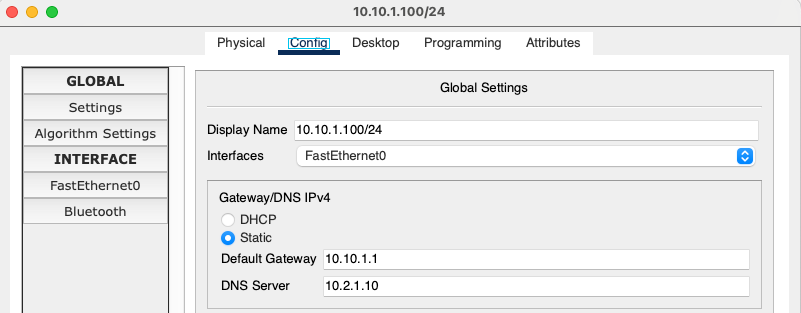 10.10.1.100/24
Physical Config Desktop Programming Attributes
GLOBAL
Settings
Algorithm Settings
INTERFACE
FastEthernet0
Bluetooth
Global Settings
Display Name 10.10.1.100/24
Interfaces FastEthernet0
Gateway/DNS IPv4
DHCP
Static
Default Gateway 10.10.1.1
DNS Server 10.2.1.10